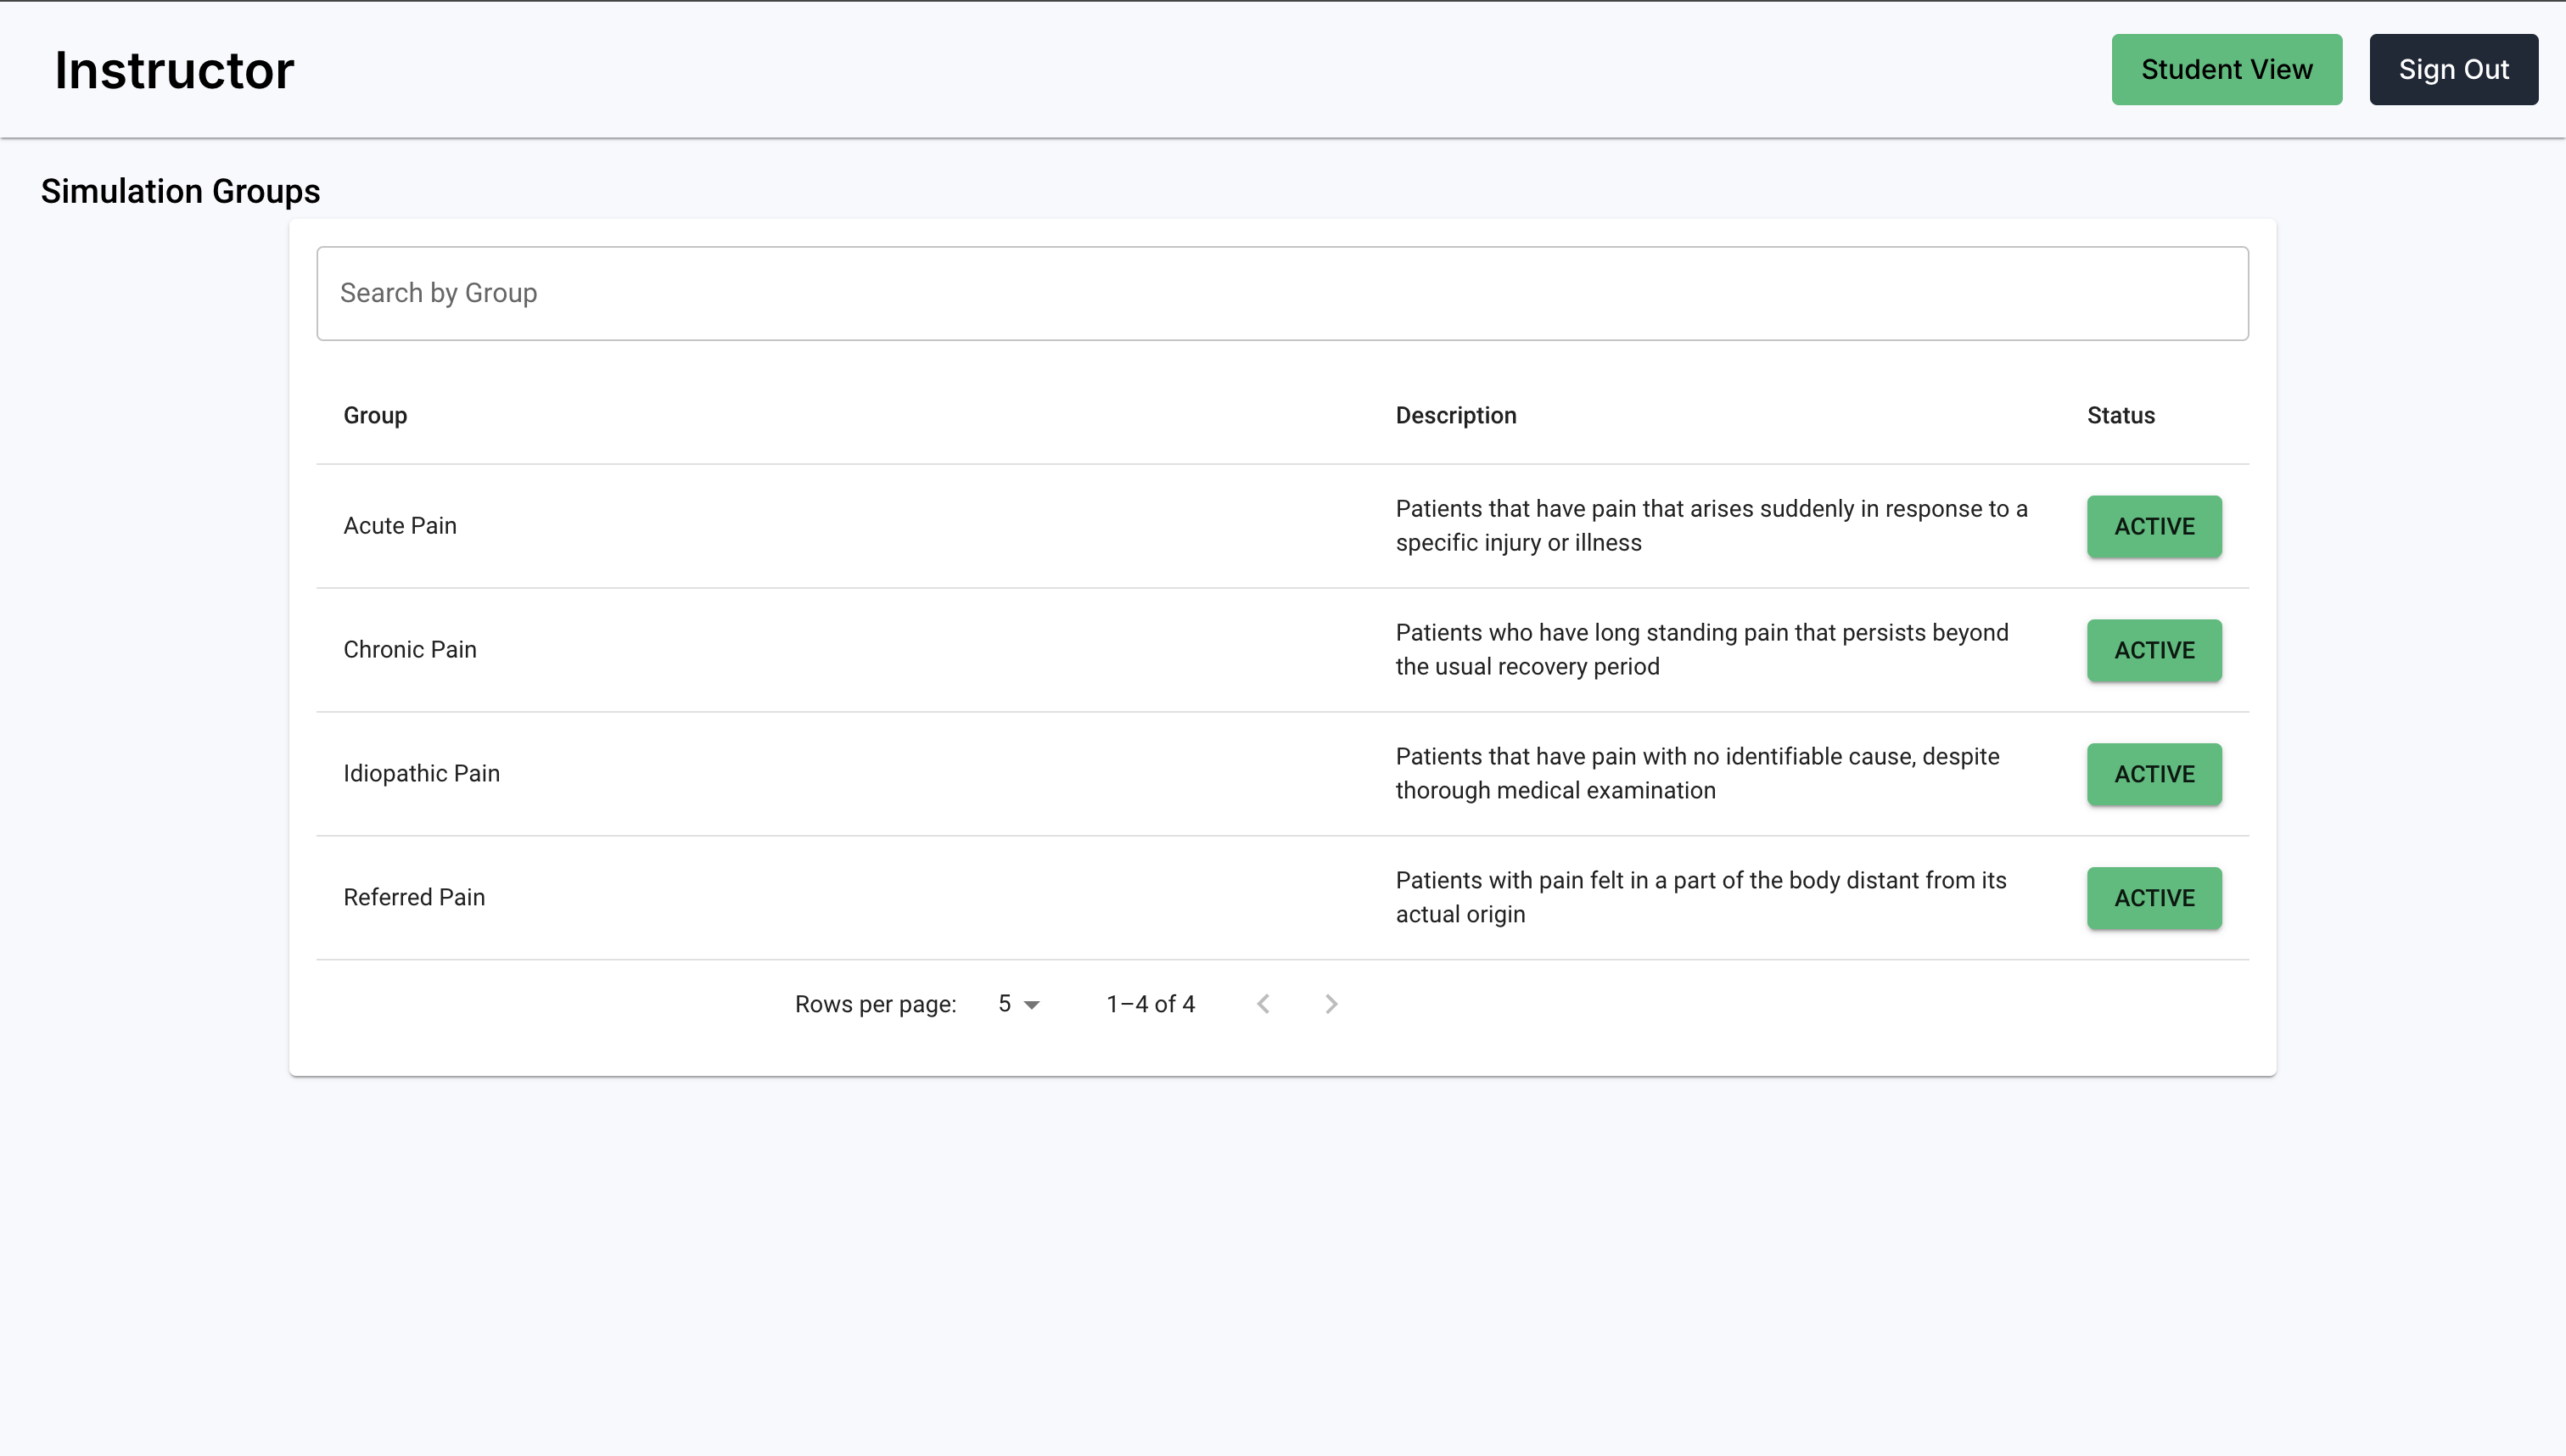 Instructor
Student View
Sign Out
Simulation Groups
Search by Group
Group
Description
Status
Acute Pain
Patients that have pain that arises suddenly in response to a
specific injury or illness
ACTIVE
Chronic Pain
Patients who have long standing pain that persists beyond
the usual recovery period
ACTIVE
Idiopathic Pain
Patients that have pain with no identifiable cause, despite
thorough medical examination
ACTIVE
Referred Pain
Patients with pain felt in a part of the body distant from its
actual origin
ACTIVE
Rows per page:
5
1–4 of 4